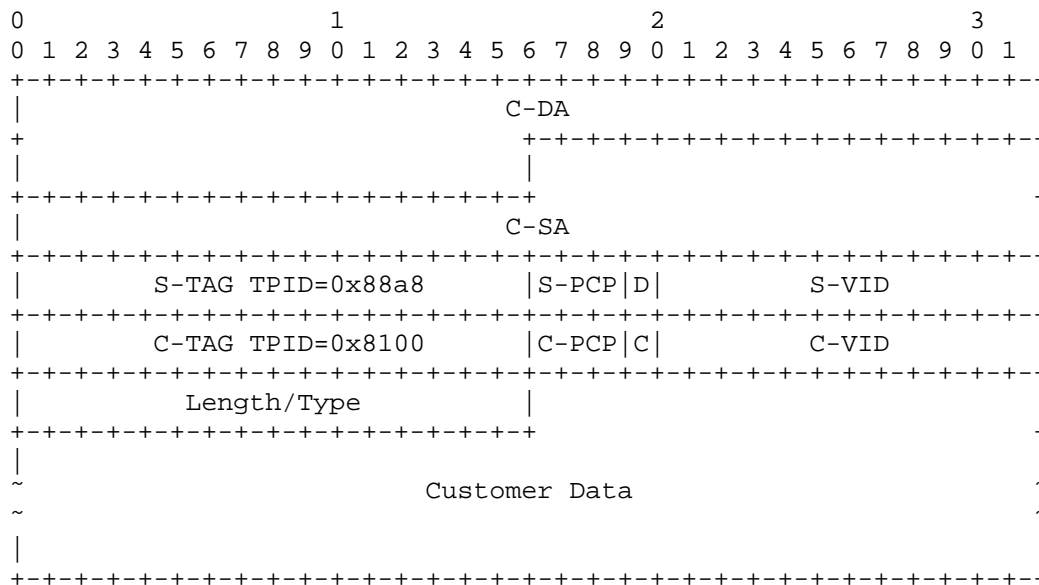 0                   1                   2                   3
0 1 2 3 4 5 6 7 8 9 0 1 2 3 4 5 6 7 8 9 0 1 2 3 4 5 6 7 8 9 0 1
+-+-+-+-+-+-+-+-+-+-+-+-+-+-+-+-+-+-+-+-+-+-+-+-+-+-+-+-+-+-+-+-+-
|                              C-DA
+                               +-+-+-+-+-+-+-+-+-+-+-+-+-+-+-+-+-
|                               |
+-+-+-+-+-+-+-+-+-+-+-+-+-+-+-+-+                               +
|                              C-SA
+-+-+-+-+-+-+-+-+-+-+-+-+-+-+-+-+-+-+-+-+-+-+-+-+-+-+-+-+-+-+-+-+-
|        S-TAG TPID=0x88a8      |S-PCP|D|         S-VID
+-+-+-+-+-+-+-+-+-+-+-+-+-+-+-+-+-+-+-+-+-+-+-+-+-+-+-+-+-+-+-+-+-
|        C-TAG TPID=0x8100      |C-PCP|C|         C-VID
+-+-+-+-+-+-+-+-+-+-+-+-+-+-+-+-+-+-+-+-+-+-+-+-+-+-+-+-+-+-+-+-+-
|          Length/Type          |
+-+-+-+-+-+-+-+-+-+-+-+-+-+-+-+-+                               +
|
~                         Customer Data                         ~
~                                                               ~
|
+-+-+-+-+-+-+-+-+-+-+-+-+-+-+-+-+-+-+-+-+-+-+-+-+-+-+-+-+-+-+-+-+-